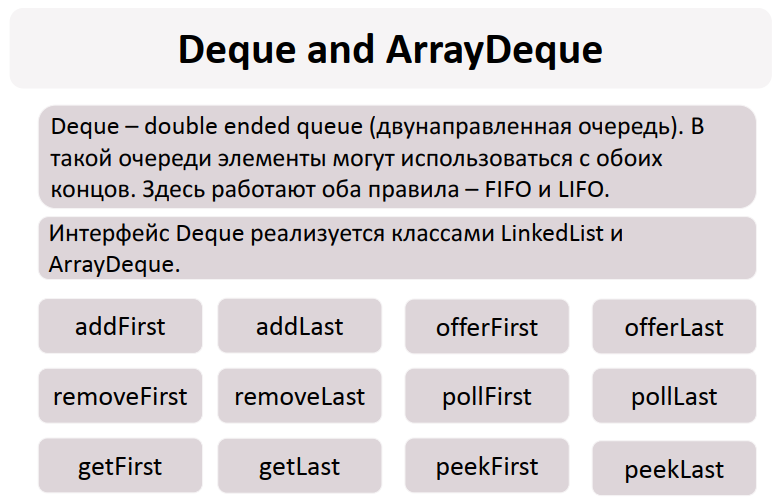 Deque and ArrayDeque
Deque – double ended queue (двунаправленная очередь). В
такой очереди элементы могут использоваться с обоих
концов. Здесь работают оба правила – FIFO и LIFO.
Интерфейс Deque реализуется классами LinkedList и
ArrayDeque.
addFirst addLast offerFirst offerLast
removeFirst removeLast pollFirst pollLast
getFirst getLast peekFirst peekLast